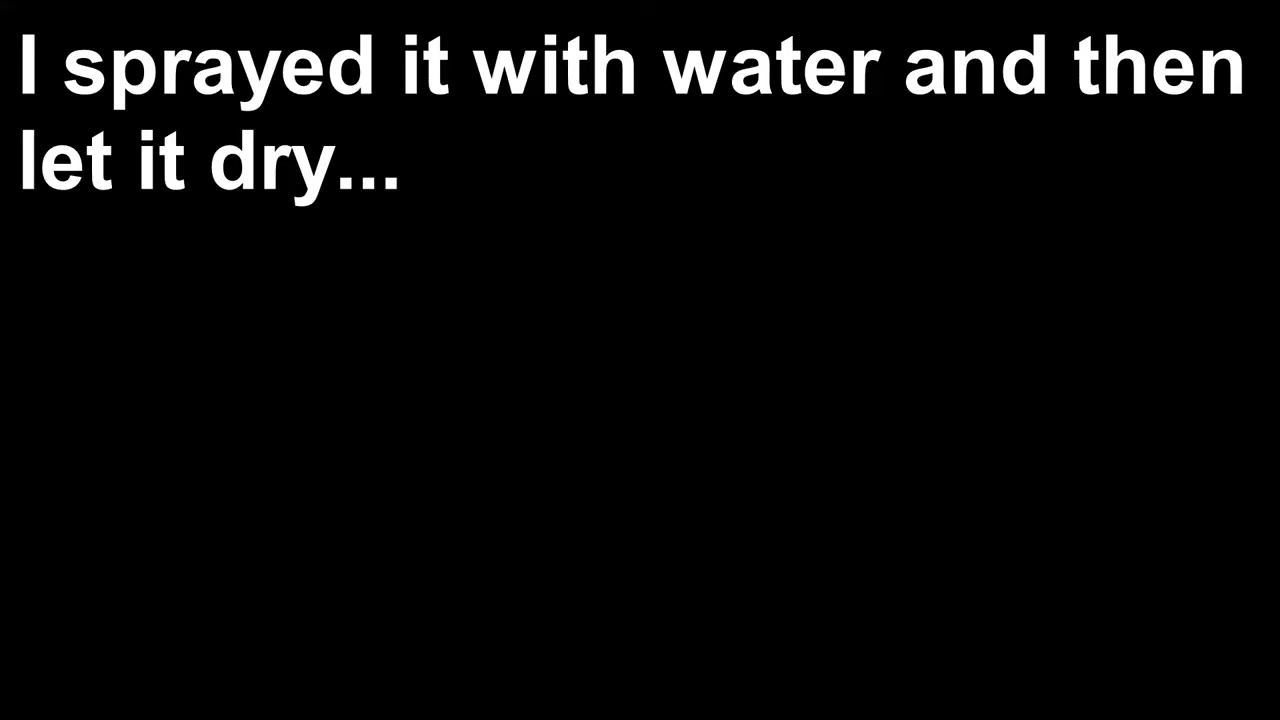 I sprayed it with water and then
let it dry...